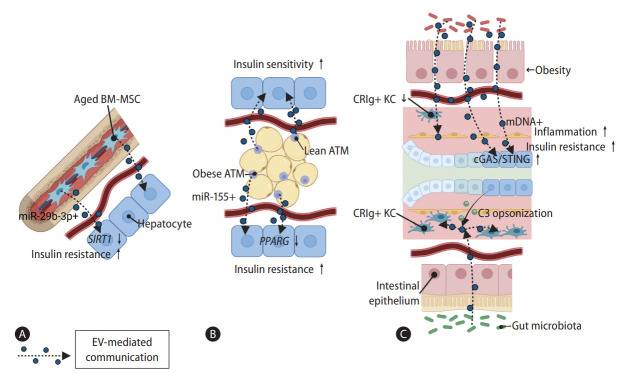 Aged BM-MSC
miR-29b-3p+
SIRT1 ↓
Hepatocyte
Insulin resistance ↑
A
EV-mediated
communication
Insulin sensitivity ↑
Lean ATM
Obese ATM
miR-155+
PPARG ↓
Insulin resistance ↑
B
Obesity
CRIg+ KC ↓
mDNA+
Inflammation ↑
Insulin resistance ↑
cGAS/STING ↑
CRIg+ KC
C3 opsonization
Intestinal
epithelium
Gut microbiota
C